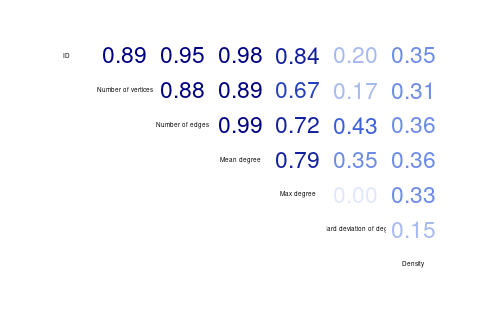 ID 0.89 0.95 0.98 0.84 0.20 0.35
Number of vertices 0.88 0.89 0.67 0.17 0.31
Number of edges 0.99 0.72 0.43 0.36
Mean degree 0.79 0.35 0.36
Max degree 0.00 0.33
ard deviation of deg 0.15
Density